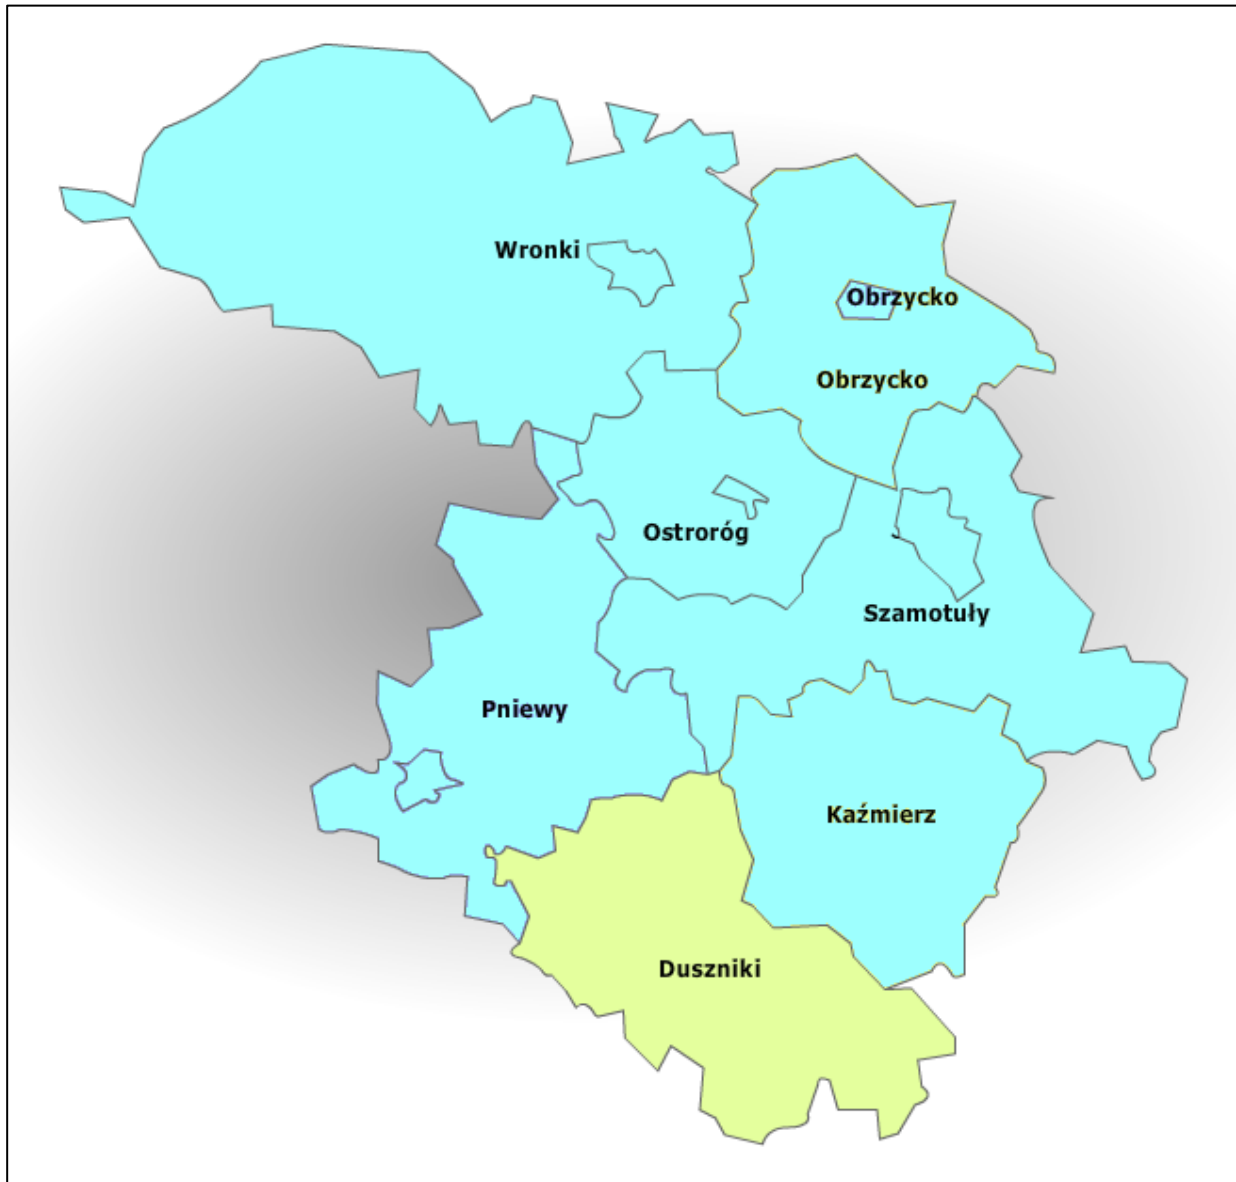 Wronki
Obrzycko
Obrzycko
Ostroróg
Szamotuły
Pniewy
Kaźmierz
Duszniki